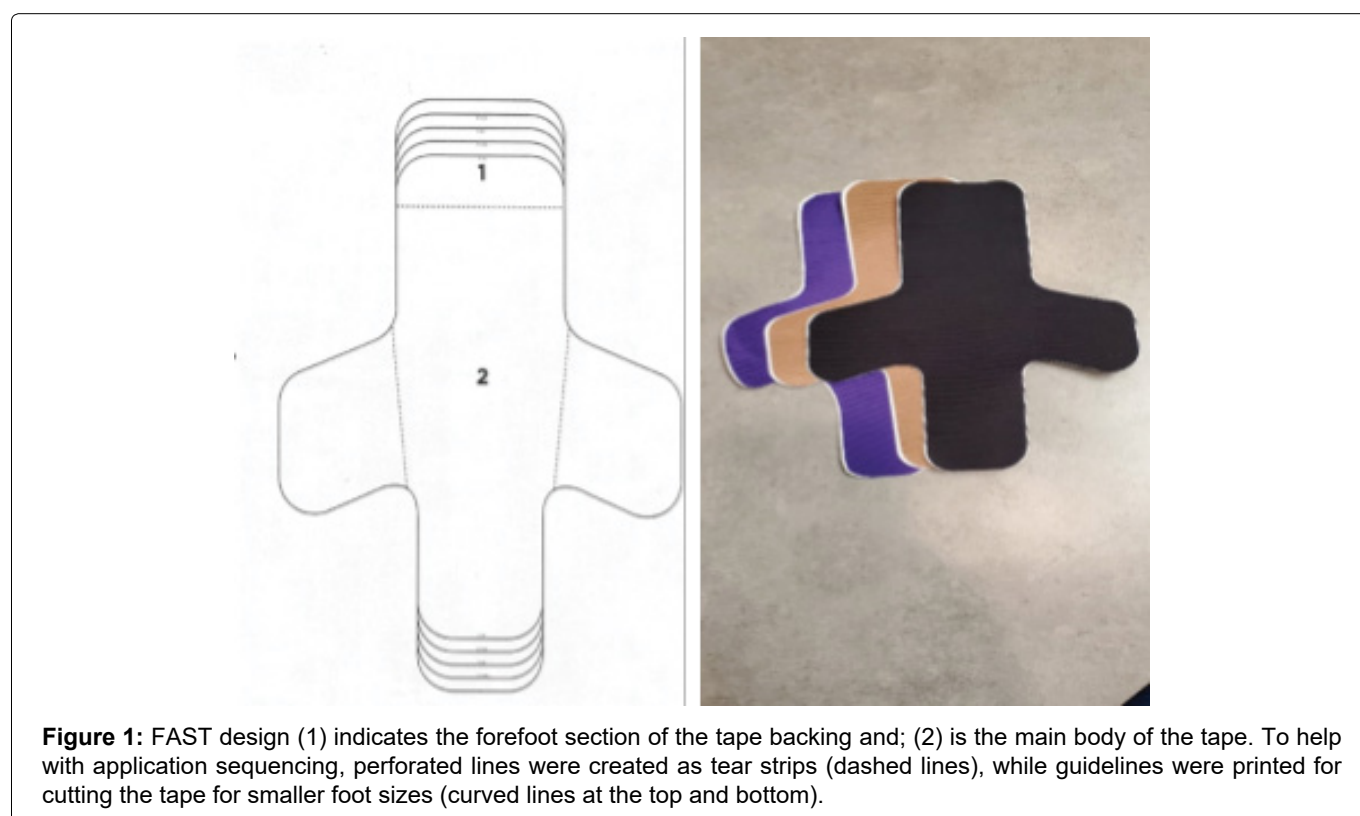 1
2
Figure 1: FAST design (1) indicates the forefoot section of the tape backing and; (2) is the main body of the tape. To help
with application sequencing, perforated lines were created as tear strips (dashed lines), while guidelines were printed for
cutting the tape for smaller foot sizes (curved lines at the top and bottom).